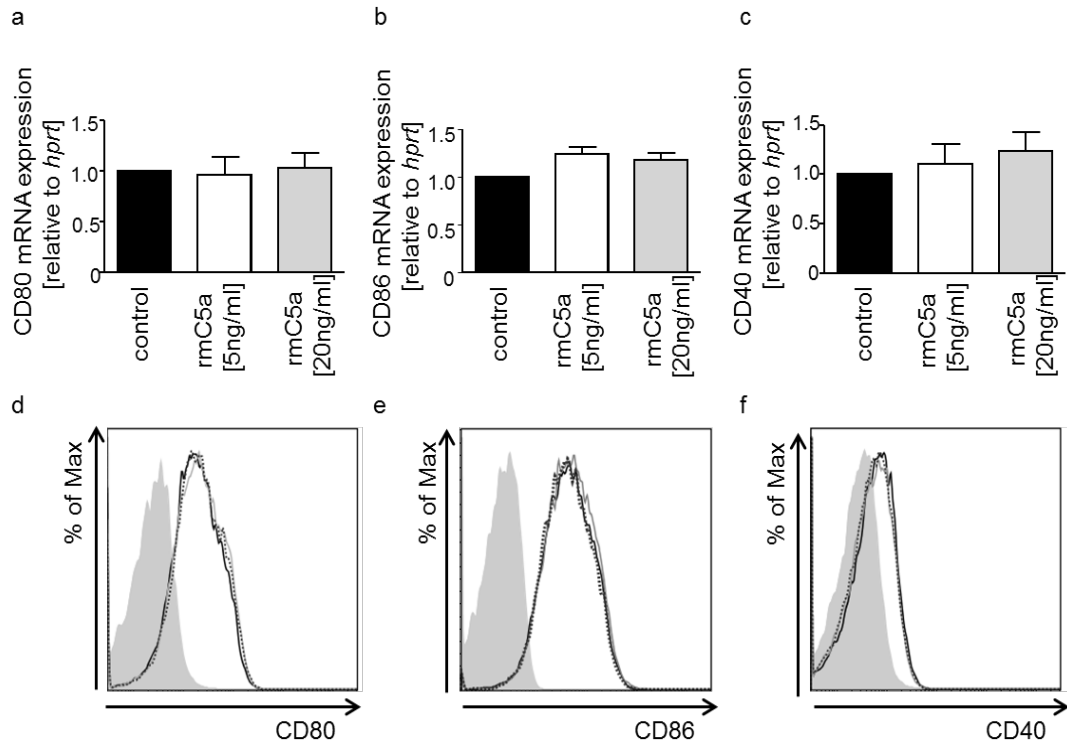 a
CD80 mRNA expression
[relative to hprt]
1.5
1.0
0.5
0
control
rmC5a
[5ng/ml]
rmC5a
[20ng/ml]
b
CD86 mRNA expression
[relative to hprt]
1.5
1.0
0.5
0
control
rmC5a
[5ng/ml]
rmC5a
[20ng/ml]
c
CD40 mRNA expression
[relative to hprt]
1.5
1.0
0.5
0
control
rmC5a
[5ng/ml]
rmC5a
[20ng/ml]
d
% of Max
CD80
e
% of Max
CD86
f
% of Max
CD40